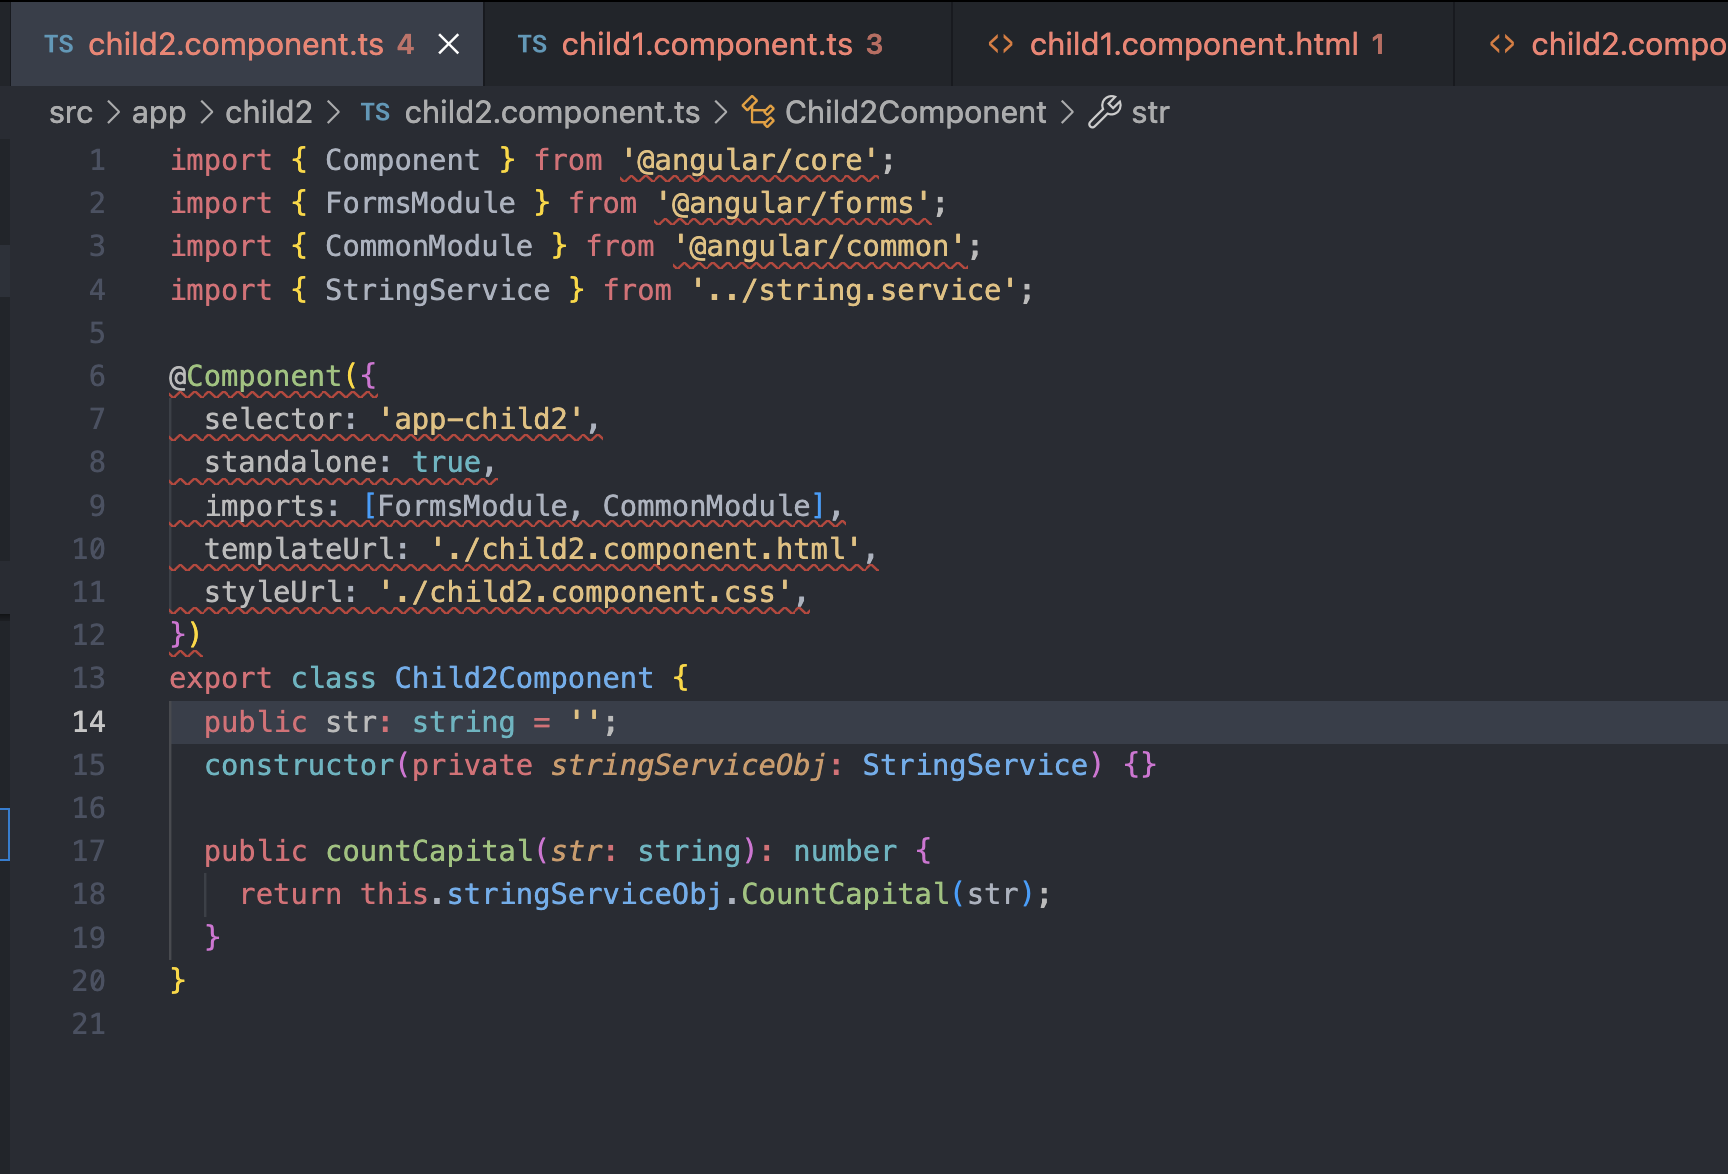 TS child2.component.ts 4 × TS child1.component.ts 3 <> child1.component.html 1 <> child2.compo
src > app > child2 > TS child2.component.ts > Child2Component > str
1 import { Component } from '@angular/core';
2 import { FormsModule } from '@angular/forms';
3 import { CommonModule } from '@angular/common';
4 import { StringService } from '../string.service';
5
6 @Component({
7   selector: 'app-child2',
8   standalone: true,
9   imports: [FormsModule, CommonModule],
10   templateUrl: './child2.component.html',
11   styleUrl: './child2.component.css',
12 })
13 export class Child2Component {
14   public str: string = '';
15   constructor(private stringServiceObj: StringService) {}
16
17   public countCapital(str: string): number {
18     return this.stringServiceObj.CountCapital(str);
19   }
20 }
21